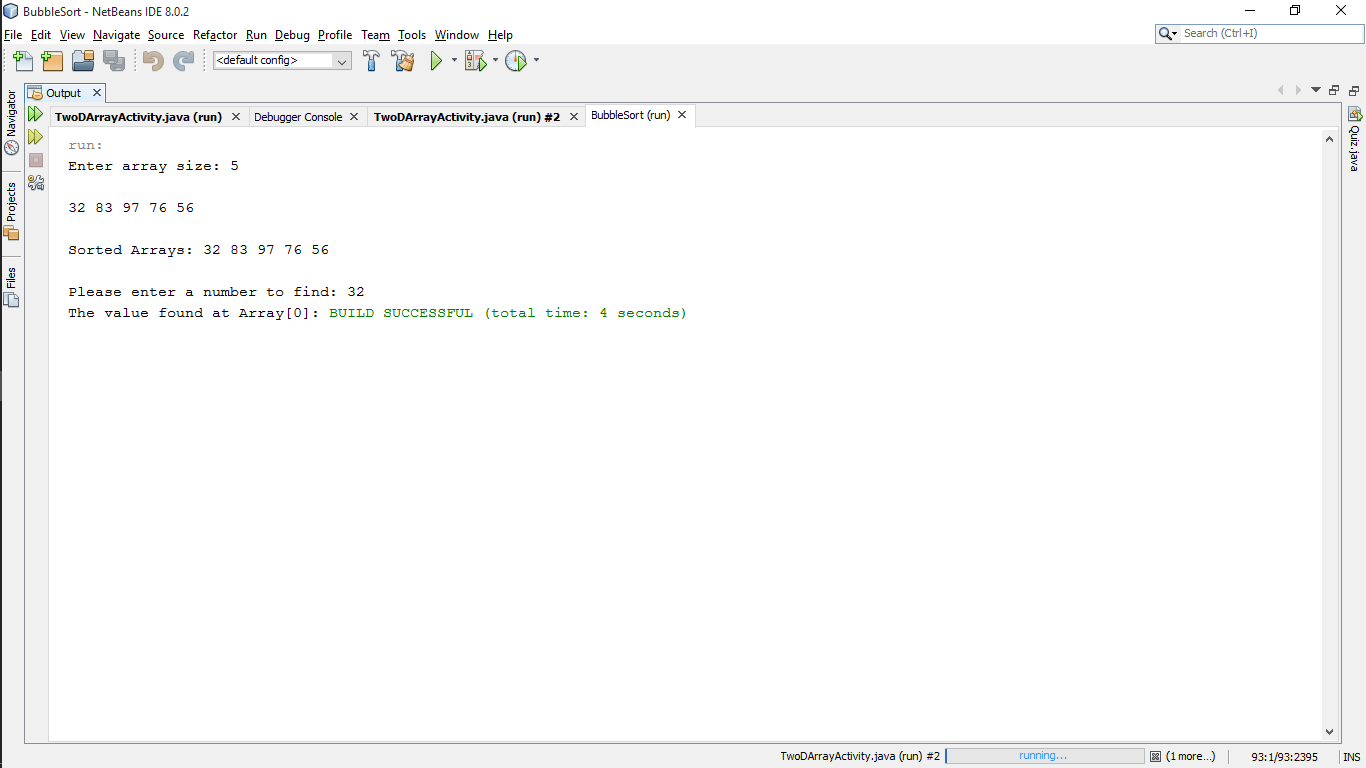 BubbleSort - NetBeans IDE 8.0.2
File Edit View Navigate Source Refactor Run Debug Profile Team Tools Window Help
Search (Ctrl+I)
<default config>
Output
Navigator
Projects
Files
TwoDArrayActivity.java (run) Debugger Console TwoDArrayActivity.java (run) #2 BubbleSort (run)
run:
Enter array size: 5
32 83 97 76 56
Sorted Arrays: 32 83 97 76 56
Please enter a number to find: 32
The value found at Array[0]: BUILD SUCCESSFUL (total time: 4 seconds)
Quiz.java
TwoDArrayActivity.java (run) #2 running... (1 more...) 93:1/93:2395 INS